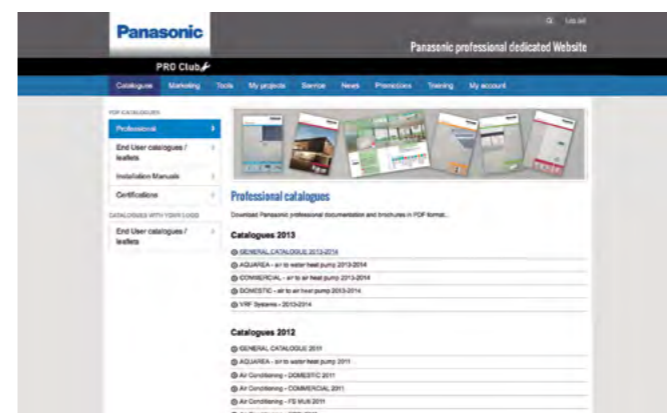 Log out
Panasonic
Panasonic professional dedicated Website
PRO Club
Catalogues Marketing Tools My projects Service News Promotions Training My account
PDF CATALOGUES
Professional
End User catalogues /
leaflets
Installation Manuals
Certifications
CATALOGUES WITH YOUR LOGO
End User catalogues /
leaflets
Professional catalogues
Download Panasonic professional documentation and brochures in PDF format...
Catalogues 2013
GENERAL CATALOGUE 2013-2014
AQUAREA - air to water heat pump 2013-2014
COMMERCIAL - air to air heat pump 2013-2014
DOMESTIC - air to air heat pump 2013-2014
VRF Systems - 2013-2014
Catalogues 2012
GENERAL CATALOGUE 2011
AQUAREA - air to water heat pump 2011
Air Conditioning - DOMESTIC 2011
Air Conditioning - COMMERCIAL 2011
Air Conditioning - FS Multi 2011